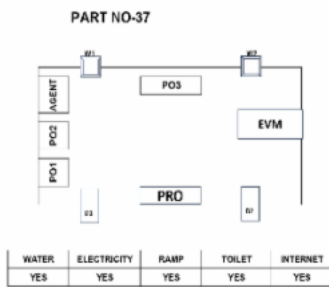 PART NO-37
W1 W2
AGENT PO3
EVM
PO2
PO1
PRO
D2
WATER ELECTRICITY RAMP TOILET INTERNET
YES YES YES YES YES